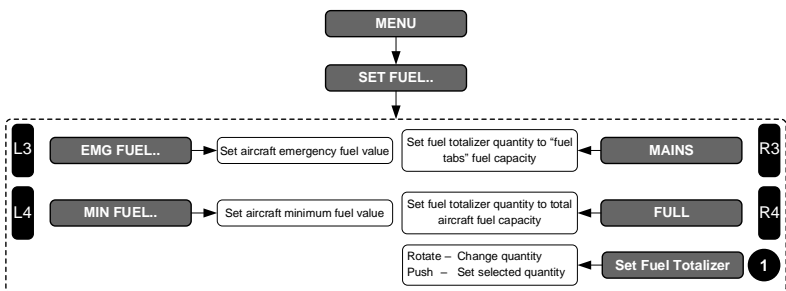 MENU
SET FUEL..
L3
EMG FUEL..
Set aircraft emergency fuel value
Set fuel totalizer quantity to “fuel
tabs” fuel capacity
MAINS
R3
L4
MIN FUEL..
Set aircraft minimum fuel value
Set fuel totalizer quantity to total
aircraft fuel capacity
FULL
R4
Rotate – Change quantity
Push – Set selected quantity
Set Fuel Totalizer
1